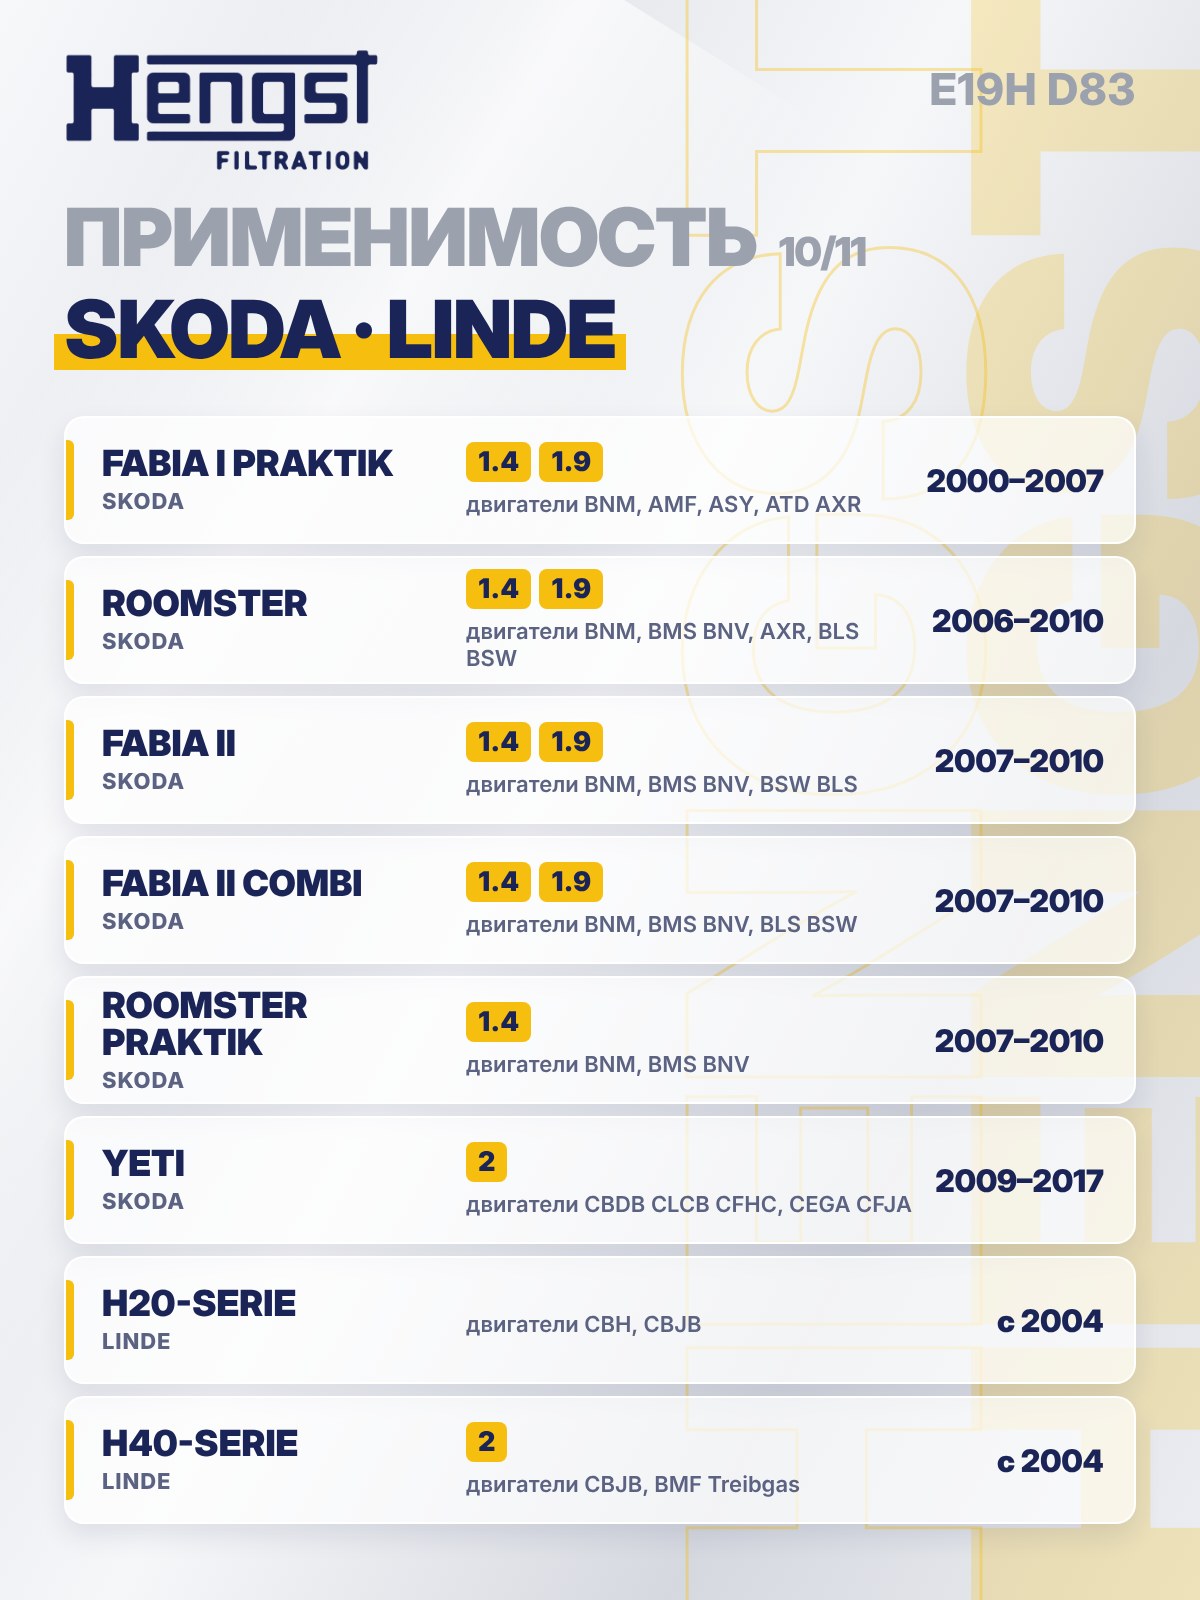 Hengst
FILTRATION
E19H D83
ПРИМЕНИМОСТЬ 10/11
SKODA · LINDE
FABIA I PRAKTIK
SKODA
1.4 1.9
двигатели BNM, AMF, ASY, ATD AXR
2000–2007
ROOMSTER
SKODA
1.4 1.9
двигатели BNM, BMS BNV, AXR, BLS
BSW
2006–2010
FABIA II
SKODA
1.4 1.9
двигатели BNM, BMS BNV, BSW BLS
2007–2010
FABIA II COMBI
SKODA
1.4 1.9
двигатели BNM, BMS BNV, BLS BSW
2007–2010
ROOMSTER
PRAKTIK
SKODA
1.4
двигатели BNM, BMS BNV
2007–2010
YETI
SKODA
2
двигатели CBDB CLCB CFHC, CEGA CFJA
2009–2017
H20-SERIE
LINDE
двигатели CBH, CBJB
с 2004
H40-SERIE
LINDE
2
двигатели CBJB, BMF Treibgas
с 2004
HENGST
HENGST